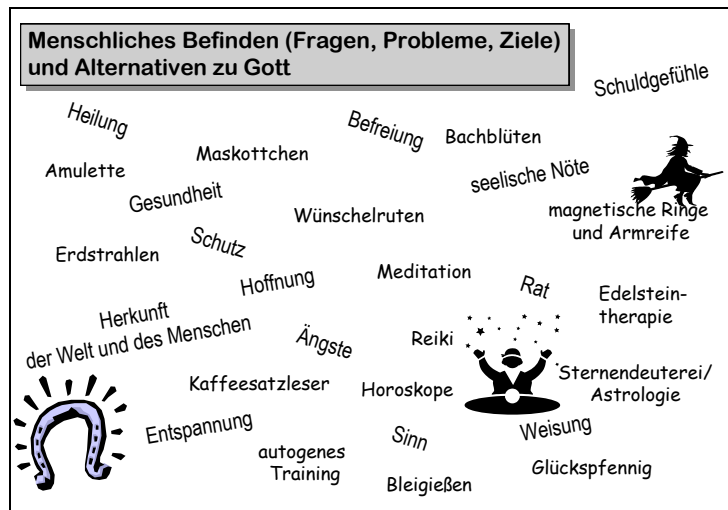 Menschliches Befinden (Fragen, Probleme, Ziele)
und Alternativen zu Gott
Schuldgefühle
Heilung
Befreiung
Bachblüten
Maskottchen
Amulette
seelische Nöte
Gesundheit
Wünschelruten
magnetische Ringe
und Armreife
Schutz
Erdstrahlen
Meditation
Hoffnung
Rat
Edelstein-
therapie
Herkunft
der Welt und des Menschen
Ängste
Reiki
Kaffeesatzleser
Horoskope
Sternendeuterei/
Astrologie
Entspannung
Sinn
Weisung
autogenes
Training
Glückspfennig
Bleigießen